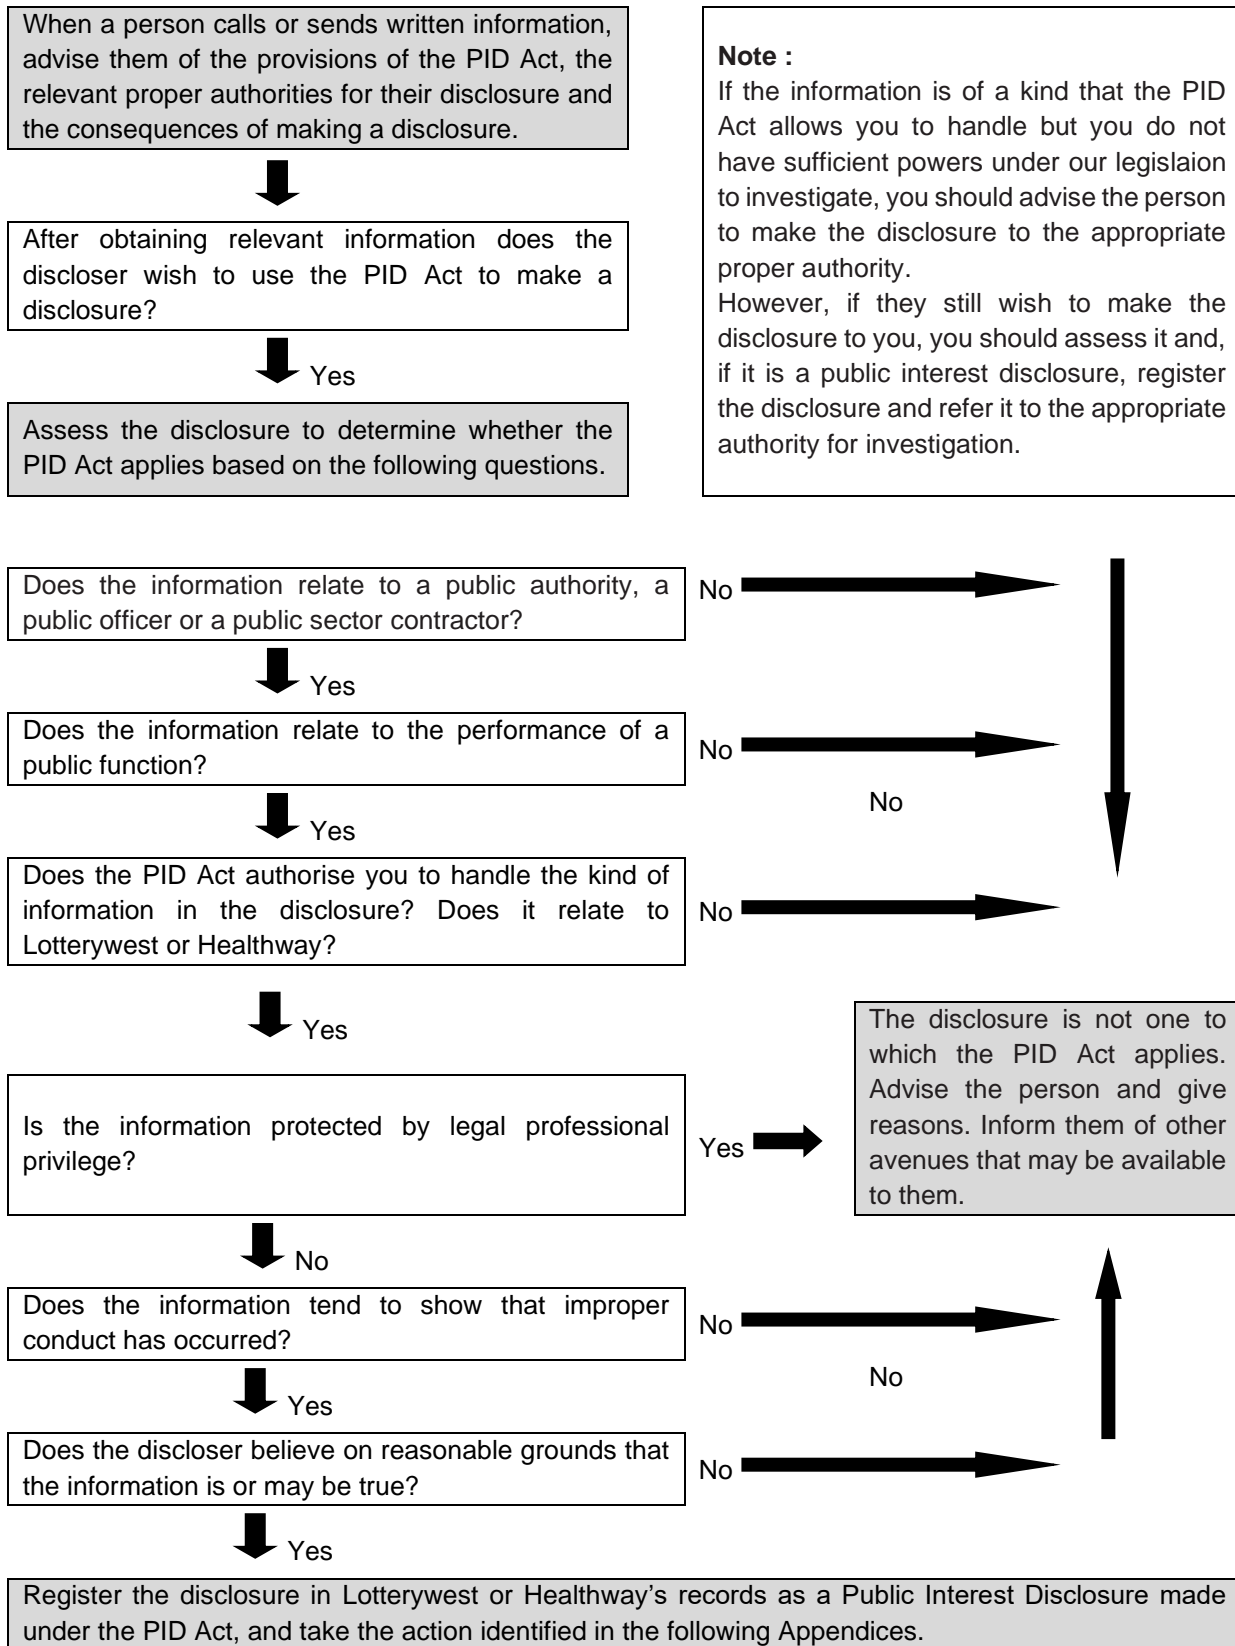 When a person calls or sends written information,
advise them of the provisions of the PID Act, the
relevant proper authorities for their disclosure and
the consequences of making a disclosure.
After obtaining relevant information does the
discloser wish to use the PID Act to make a
disclosure?
Yes
Assess the disclosure to determine whether the
PID Act applies based on the following questions.
Note :
If the information is of a kind that the PID
Act allows you to handle but you do not
have sufficient powers under our legislaion
to investigate, you should advise the person
to make the disclosure to the appropriate
proper authority.
However, if they still wish to make the
disclosure to you, you should assess it and,
if it is a public interest disclosure, register
the disclosure and refer it to the appropriate
authority for investigation.
Does the information relate to a public authority, a
public officer or a public sector contractor?
No
Yes
Does the information relate to the performance of a
public function?
No
No
Yes
Does the PID Act authorise you to handle the kind of
information in the disclosure? Does it relate to
Lotterywest or Healthway?
No
Yes
Is the information protected by legal professional
privilege?
Yes
The disclosure is not one to
which the PID Act applies.
Advise the person and give
reasons. Inform them of other
avenues that may be available
to them.
No
Does the information tend to show that improper
conduct has occurred?
No
No
Yes
Does the discloser believe on reasonable grounds that
the information is or may be true?
No
Yes
Register the disclosure in Lotterywest or Healthway's records as a Public Interest Disclosure made
under the PID Act, and take the action identified in the following Appendices.